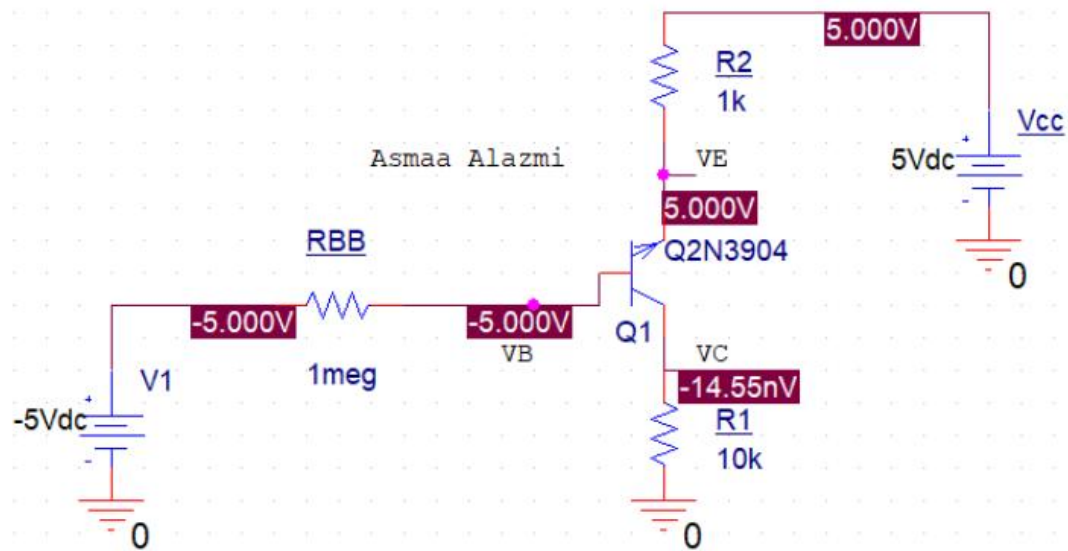 5.000V
R2
1k
Vcc
5Vdc
Asmaa Alazmi
VE
5.000V
Q2N3904
0
RBB
-5.000V
-5.000V
VB
Q1
1meg
V1
VC
-14.55nV
-5Vdc
R1
10k
0
0